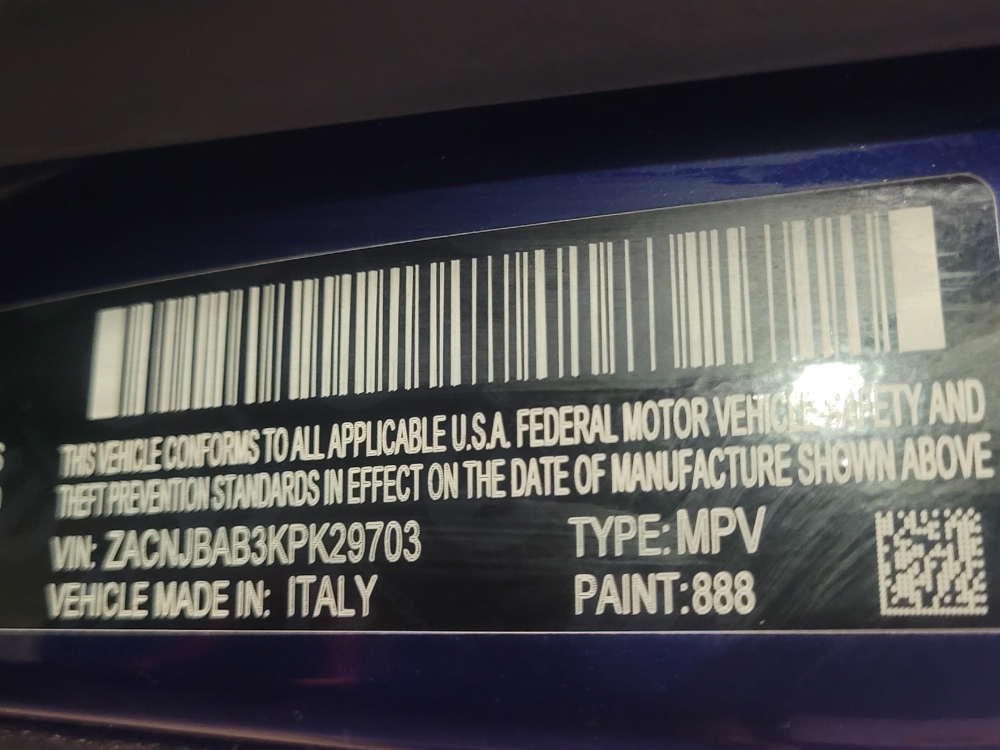 THIS VEHICLE CONFORMS TO ALL APPLICABLE U.S.A. FEDERAL MOTOR VEHICLE SAFETY AND
THEFT PREVENTION STANDARDS IN EFFECT ON THE DATE OF MANUFACTURE SHOWN ABOVE
VIN: ZACNJBAB3KPK29703 TYPE: MPV
VEHICLE MADE IN: ITALY PAINT: 888